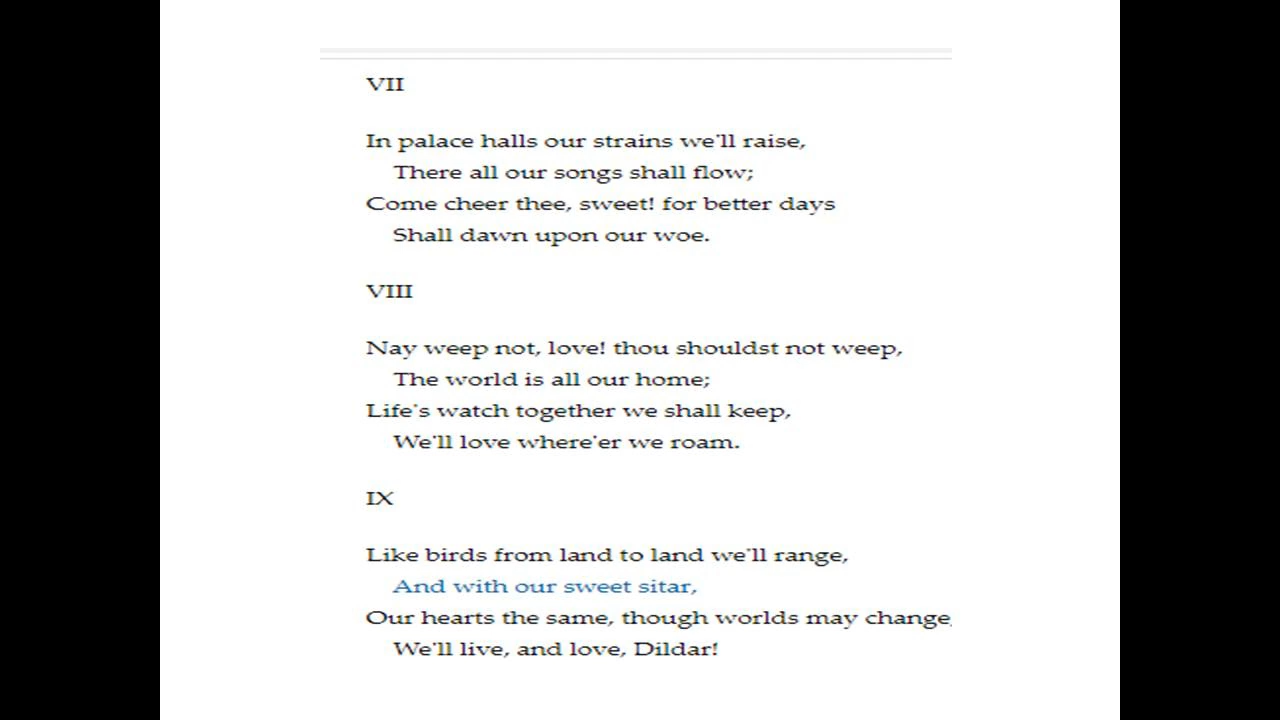 VII
In palace halls our strains we'll raise,
There all our songs shall flow;
Come cheer thee, sweet! for better days
Shall dawn upon our woe.
VIII
Nay weep not, love! thou shouldst not weep,
The world is all our home;
Life's watch together we shall keep,
We'll love where'er we roam.
IX
Like birds from land to land we'll range,
And with our sweet sitar,
Our hearts the same, though worlds may change,
We'll live, and love, Dildar!